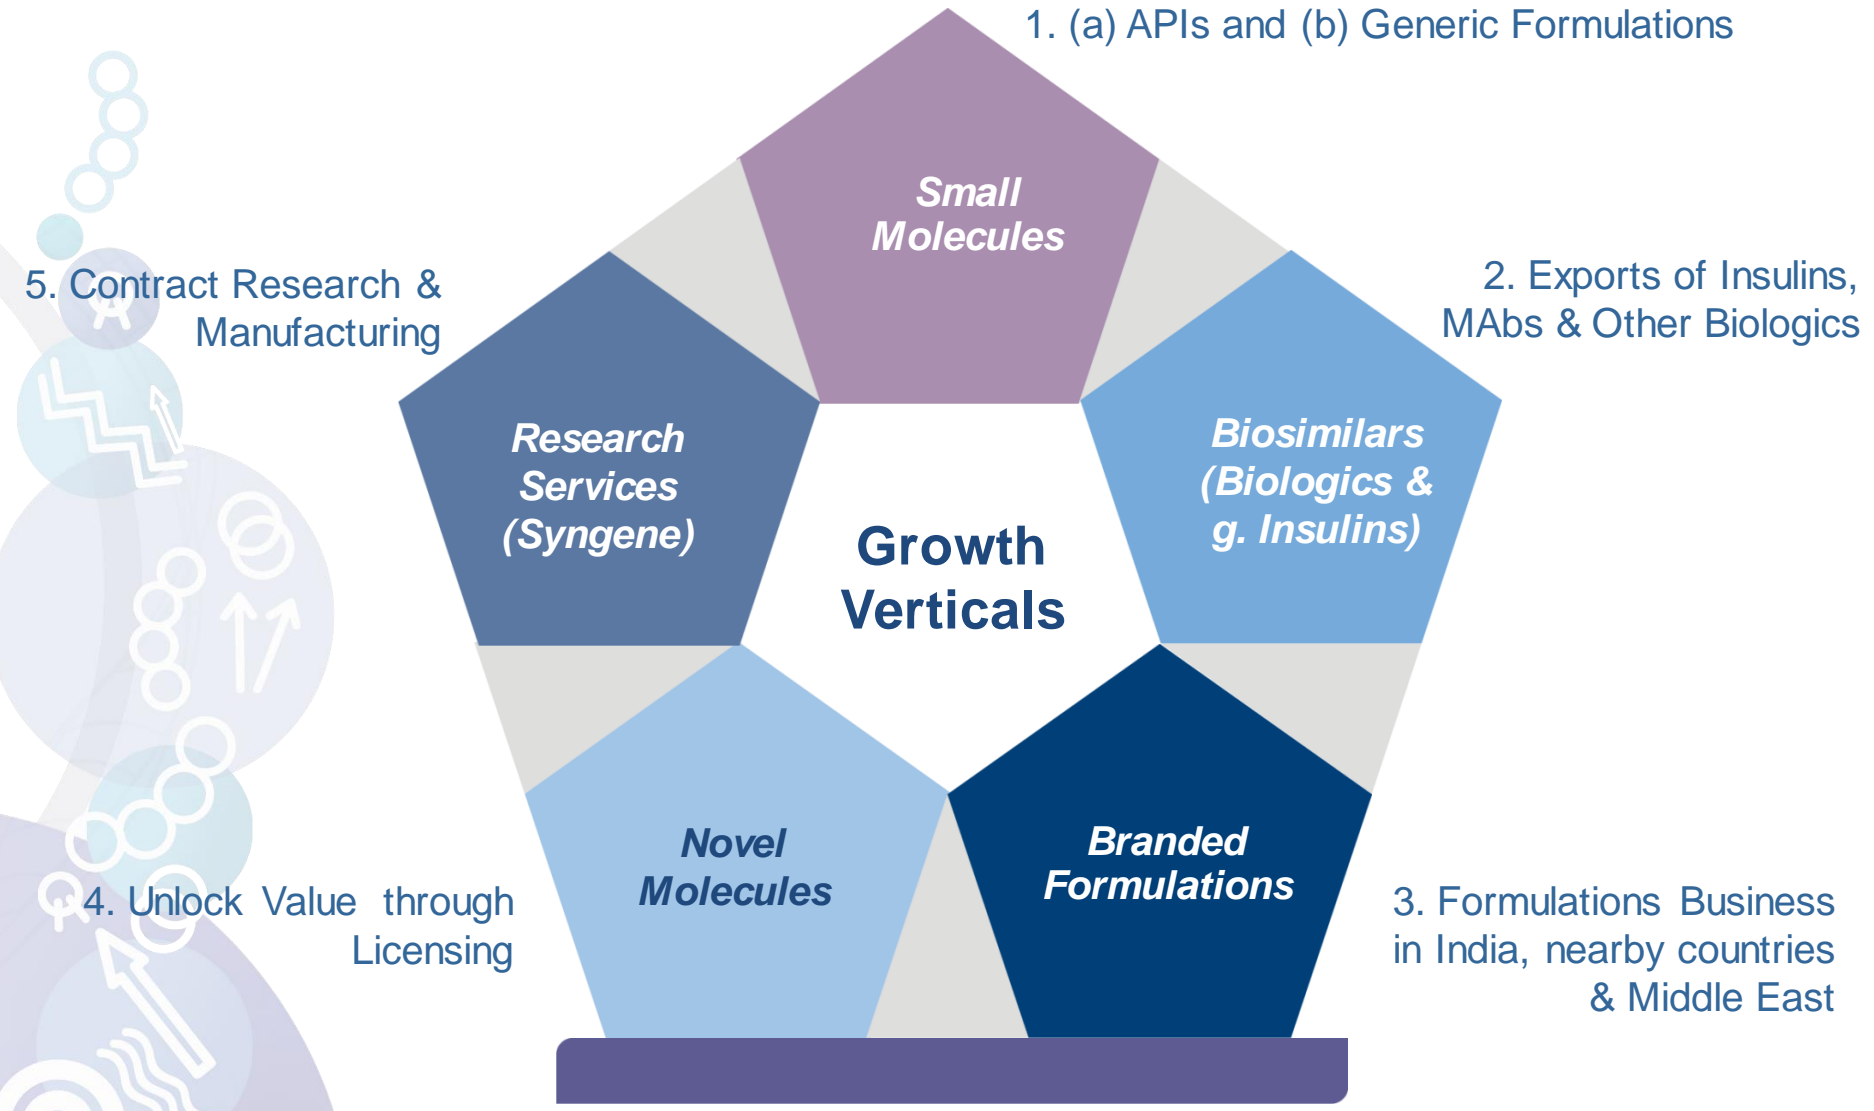 1. (a) APIs and (b) Generic Formulations
Small
Molecules
2. Exports of Insulins,
MAbs & Other Biologics
Biosimilars
(Biologics &
g. Insulins)
3. Formulations Business
in India, nearby countries
& Middle East
Branded
Formulations
4. Unlock Value through
Licensing
Novel
Molecules
5. Contract Research &
Manufacturing
Research
Services
(Syngene)
Growth
Verticals